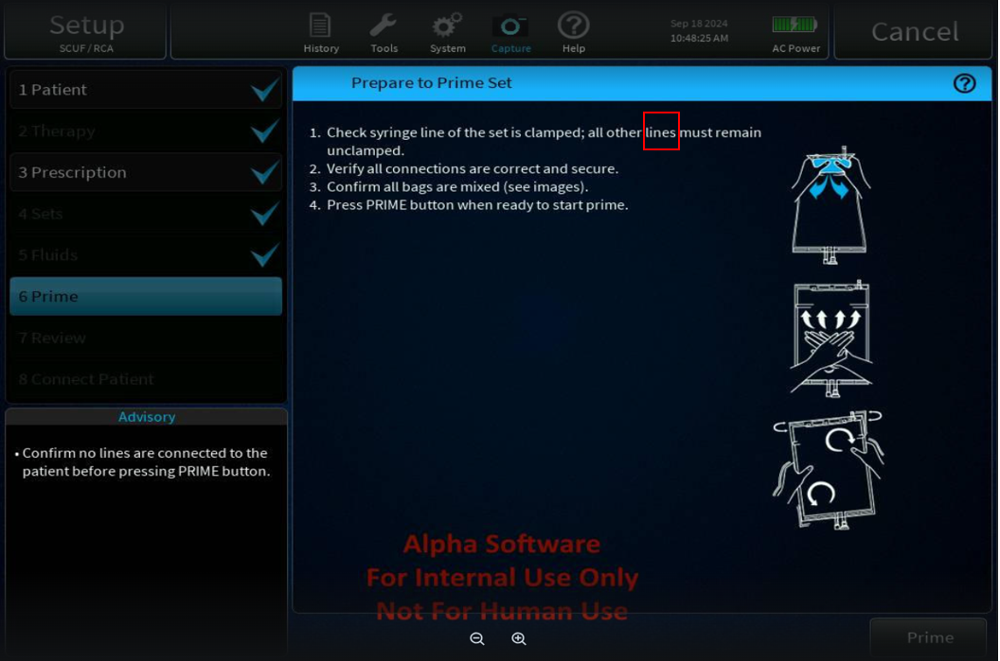 Setup
SCUF / RCA
History
Tools
System
Capture
Help
Sep 18 2024
10:48:25 AM
AC Power
Cancel
1 Patient
2 Therapy
3 Prescription
4 Sets
5 Fluids
6 Prime
7 Review
8 Connect Patient
Advisory
• Confirm no lines are connected to the
patient before pressing PRIME button.
Prepare to Prime Set
1. Check syringe line of the set is clamped; all other lines must remain
unclamped.
2. Verify all connections are correct and secure.
3. Confirm all bags are mixed (see images).
4. Press PRIME button when ready to start prime.
Alpha Software
For Internal Use Only
Not For Human Use
Prime